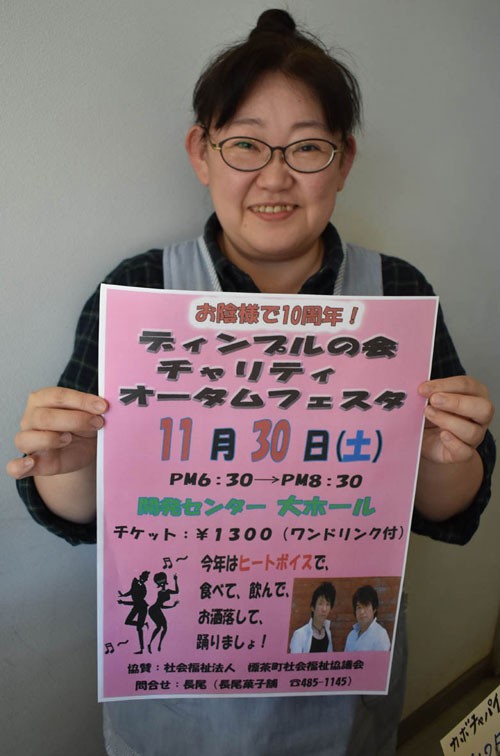 お陰様で10周年！
ディンプルの会
チャリティ
オータムフェスタ
11月30日(土)
PM6：30→PM8：30
開発センター 大ホール
チケット：￥1300（ワンドリンク付）
今年はヒートボイスで、
食べて、飲んで、
お洒落して、
踊りましょ！
協賛：社会福祉法人 標茶町社会福祉協議会
問合せ：長尾（長尾菓子舗 ☎485-1145）
カボチャパイ